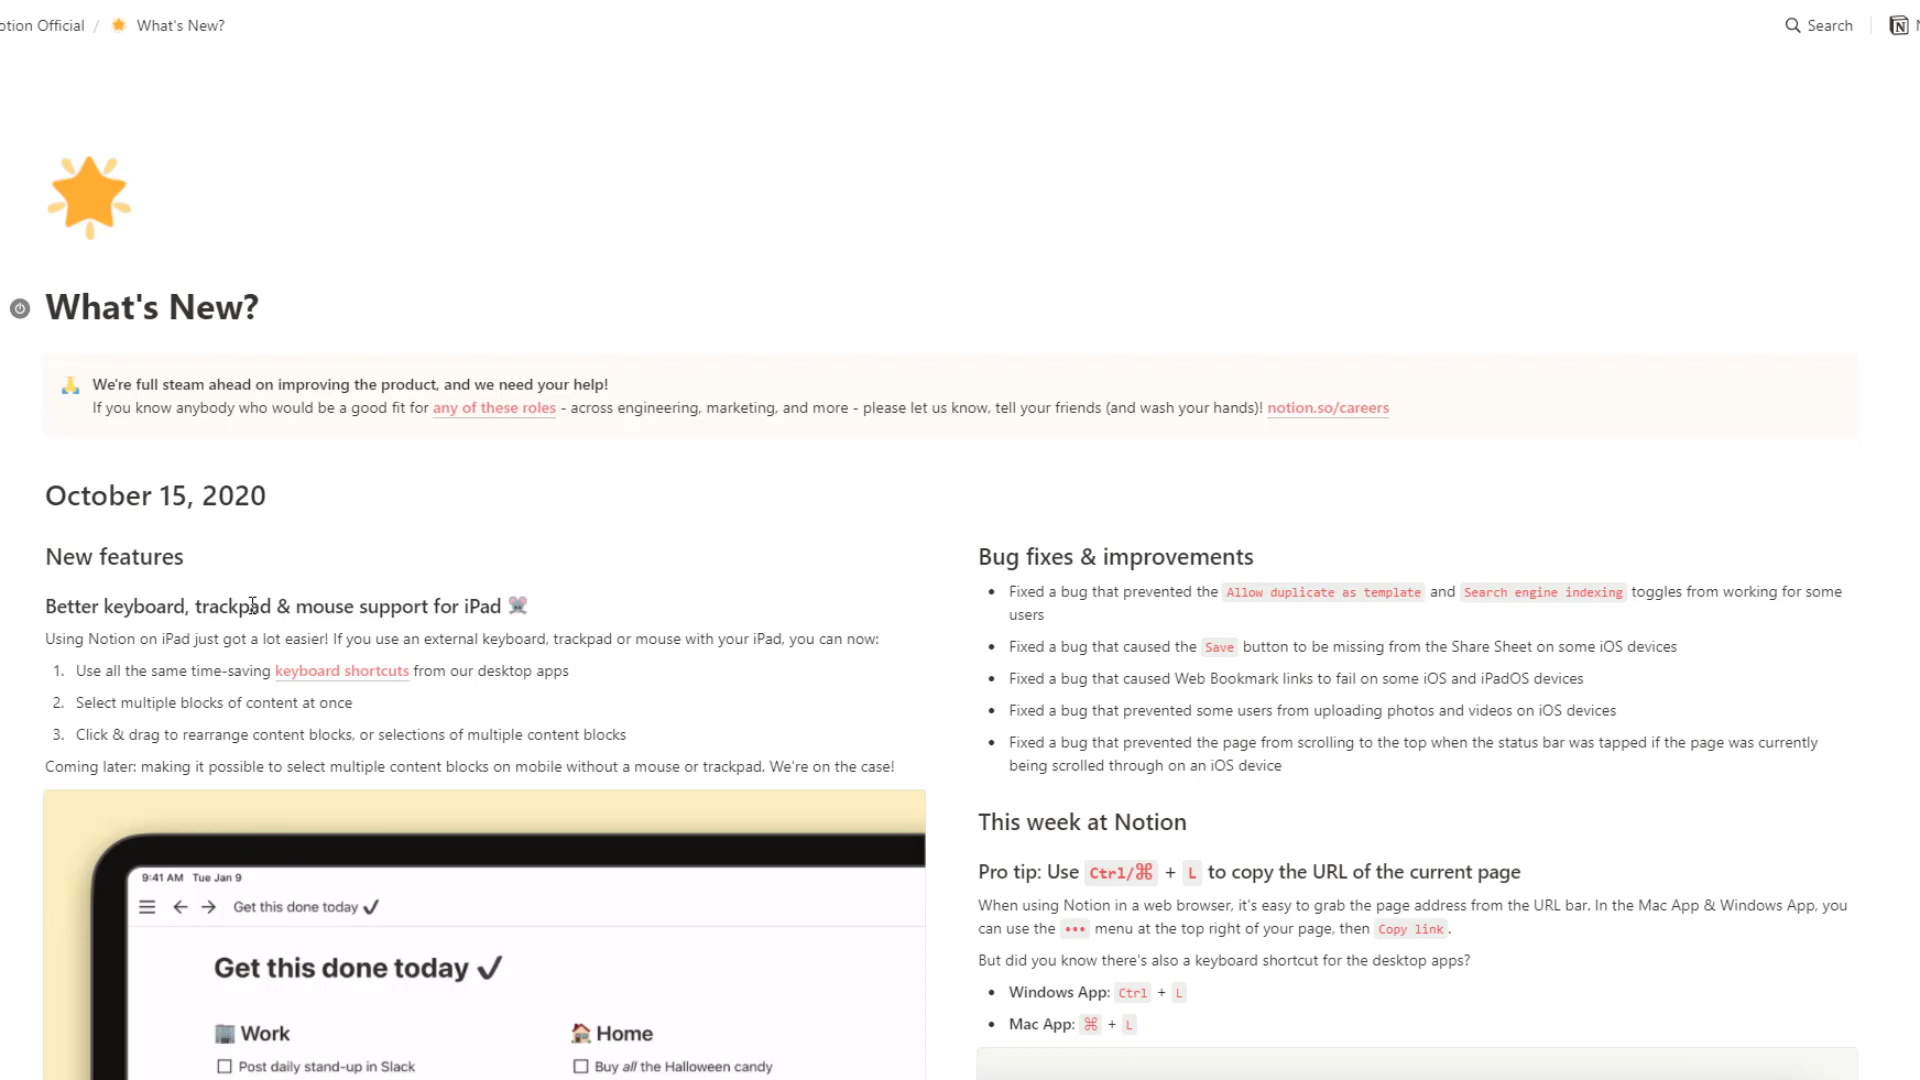 otion Official / What's New?
Search
What's New?
We're full steam ahead on improving the product, and we need your help!
If you know anybody who would be a good fit for any of these roles - across engineering, marketing, and more - please let us know, tell your friends (and wash your hands)! notion.so/careers
October 15, 2020
New features
Better keyboard, trackpad & mouse support for iPad
Using Notion on iPad just got a lot easier! If you use an external keyboard, trackpad or mouse with your iPad, you can now:
1. Use all the same time-saving keyboard shortcuts from our desktop apps
2. Select multiple blocks of content at once
3. Click & drag to rearrange content blocks, or selections of multiple content blocks
Coming later: making it possible to select multiple content blocks on mobile without a mouse or trackpad. We're on the case!
9:41 AM Tue Jan 9
Get this done today ✓
Get this done today ✓
Work
Home
Post daily stand-up in Slack
Buy all the Halloween candy
Bug fixes & improvements
• Fixed a bug that prevented the Allow duplicate as template and Search engine indexing toggles from working for some
users
• Fixed a bug that caused the Save button to be missing from the Share Sheet on some iOS devices
• Fixed a bug that caused Web Bookmark links to fail on some iOS and iPadOS devices
• Fixed a bug that prevented some users from uploading photos and videos on iOS devices
• Fixed a bug that prevented the page from scrolling to the top when the status bar was tapped if the page was currently
being scrolled through on an iOS device
This week at Notion
Pro tip: Use Ctrl/⌘ + L to copy the URL of the current page
When using Notion in a web browser, it's easy to grab the page address from the URL bar. In the Mac App & Windows App, you
can use the ••• menu at the top right of your page, then Copy link.
But did you know there's also a keyboard shortcut for the desktop apps?
• Windows App: Ctrl + L
• Mac App: ⌘ + L